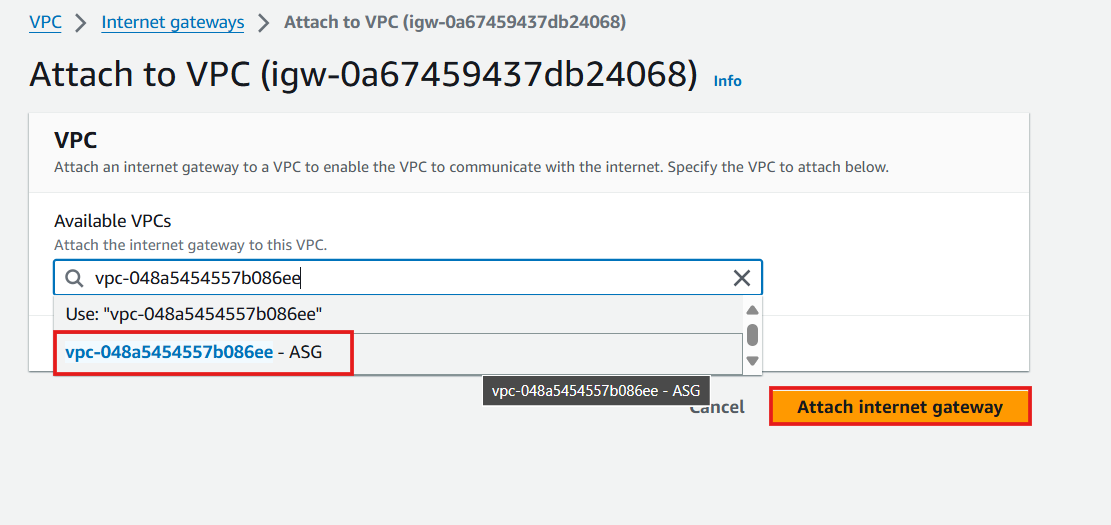 VPC > Internet gateways > Attach to VPC (igw-0a67459437db24068)
Attach to VPC (igw-0a67459437db24068) Info
VPC
Attach an internet gateway to a VPC to enable the VPC to communicate with the internet. Specify the VPC to attach below.
Available VPCs
Attach the internet gateway to this VPC.
vpc-048a5454557b086ee
Use: "vpc-048a5454557b086ee"
vpc-048a5454557b086ee - ASG
vpc-048a5454557b086ee - ASG
Cancel Attach internet gateway